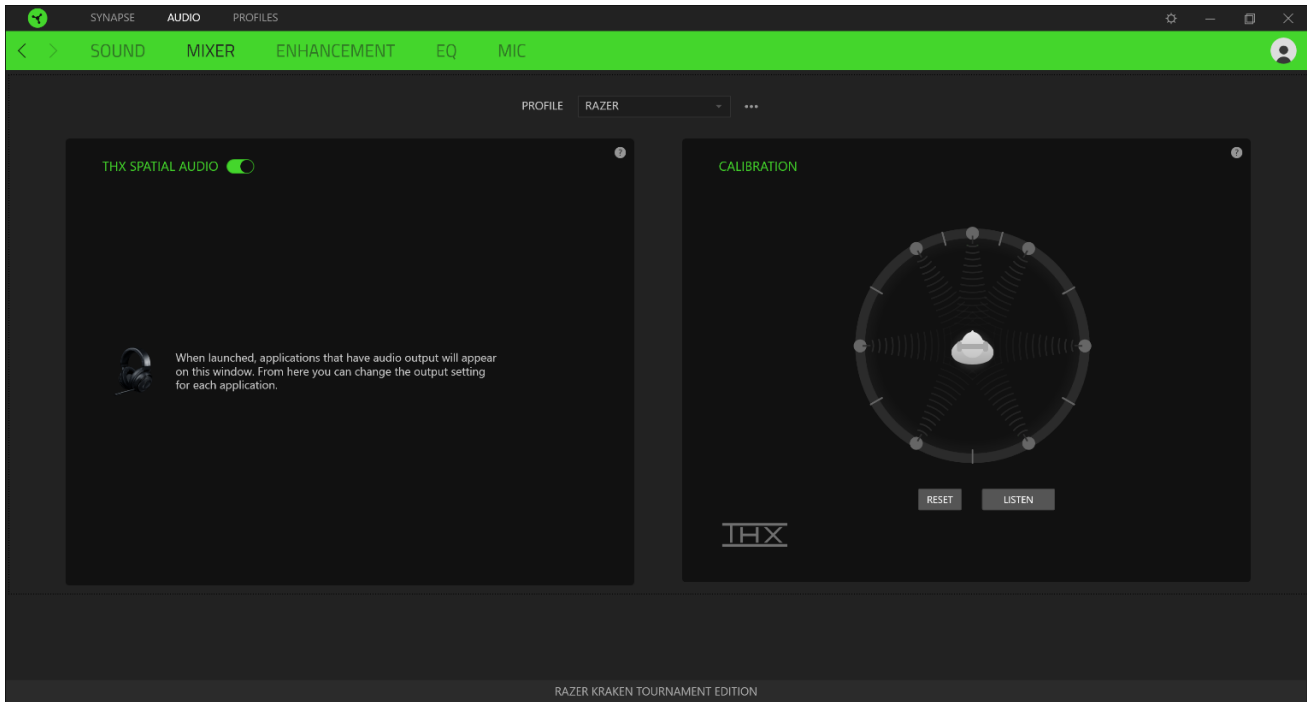 SYNAPSE AUDIO PROFILES
SOUND MIXER ENHANCEMENT EQ MIC
PROFILE RAZER
THX SPATIAL AUDIO
?
CALIBRATION
?
When launched, applications that have audio output will appear
on this window. From here you can change the output setting
for each application.
RESET LISTEN
THX
RAZER KRAKEN TOURNAMENT EDITION